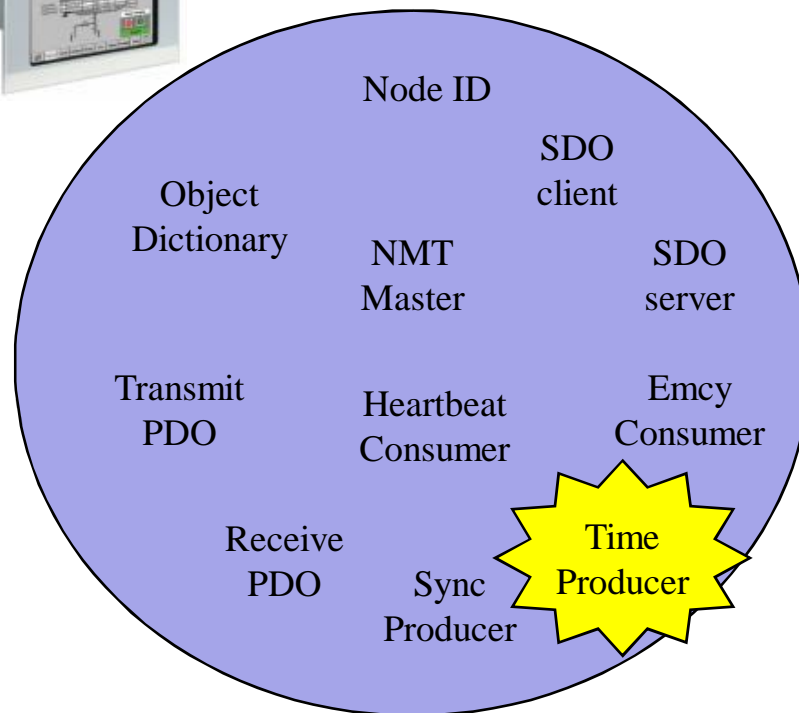 Node ID
SDO
client
Object
Dictionary
NMT
Master
SDO
server
Transmit
PDO
Heartbeat
Consumer
Emcy
Consumer
Receive
PDO
Sync
Producer
Time
Producer